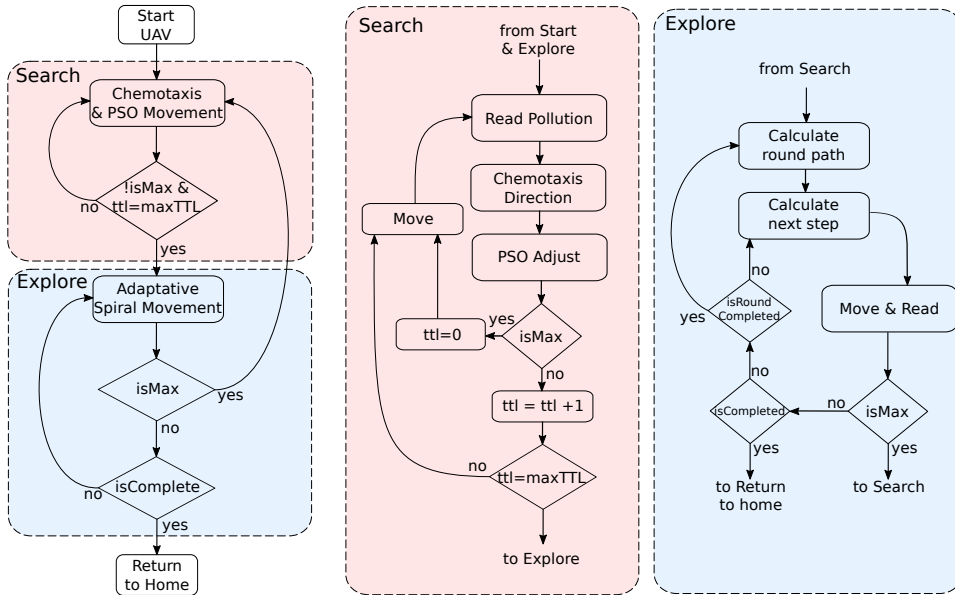 Start
UAV
Search
Chemotaxis
& PSO Movement
!isMax &
ttl=maxTTL
no
yes
Explore
Adaptative
Spiral Movement
isMax
yes
no
isComplete
no
yes
Return
to Home
Search
from Start
& Explore
Read Pollution
Chemotaxis
Direction
Move
PSO Adjust
yes
ttl=0
isMax
no
ttl = ttl +1
no
ttl=maxTTL
to Explore
Explore
from Search
Calculate
round path
Calculate
next step
no
isRound
Completed
yes
Move & Read
no
isCompleted
no
isMax
yes
yes
to Return
to home
to Search